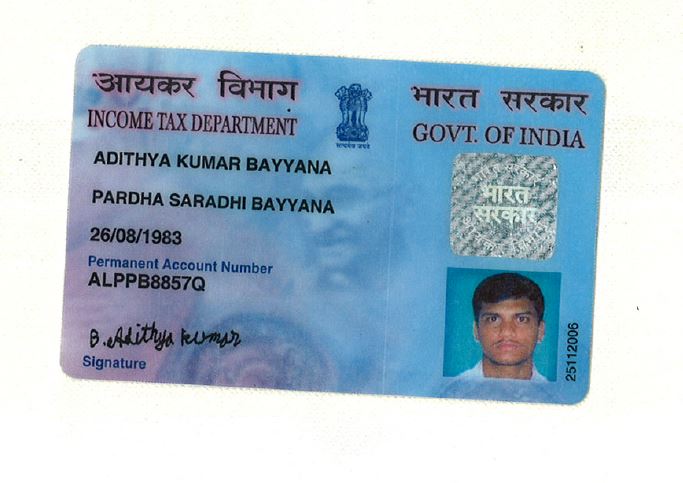 आयकर विभाग
INCOME TAX DEPARTMENT
सत्यमेव जयते
भारत सरकार
GOVT. OF INDIA
ADITHYA KUMAR BAYYANA
PARDHA SARADHI BAYYANA
26/08/1983
Permanent Account Number
ALPPB8857Q
B. Adithya kumar
Signature
भारत
सरकार
25112006